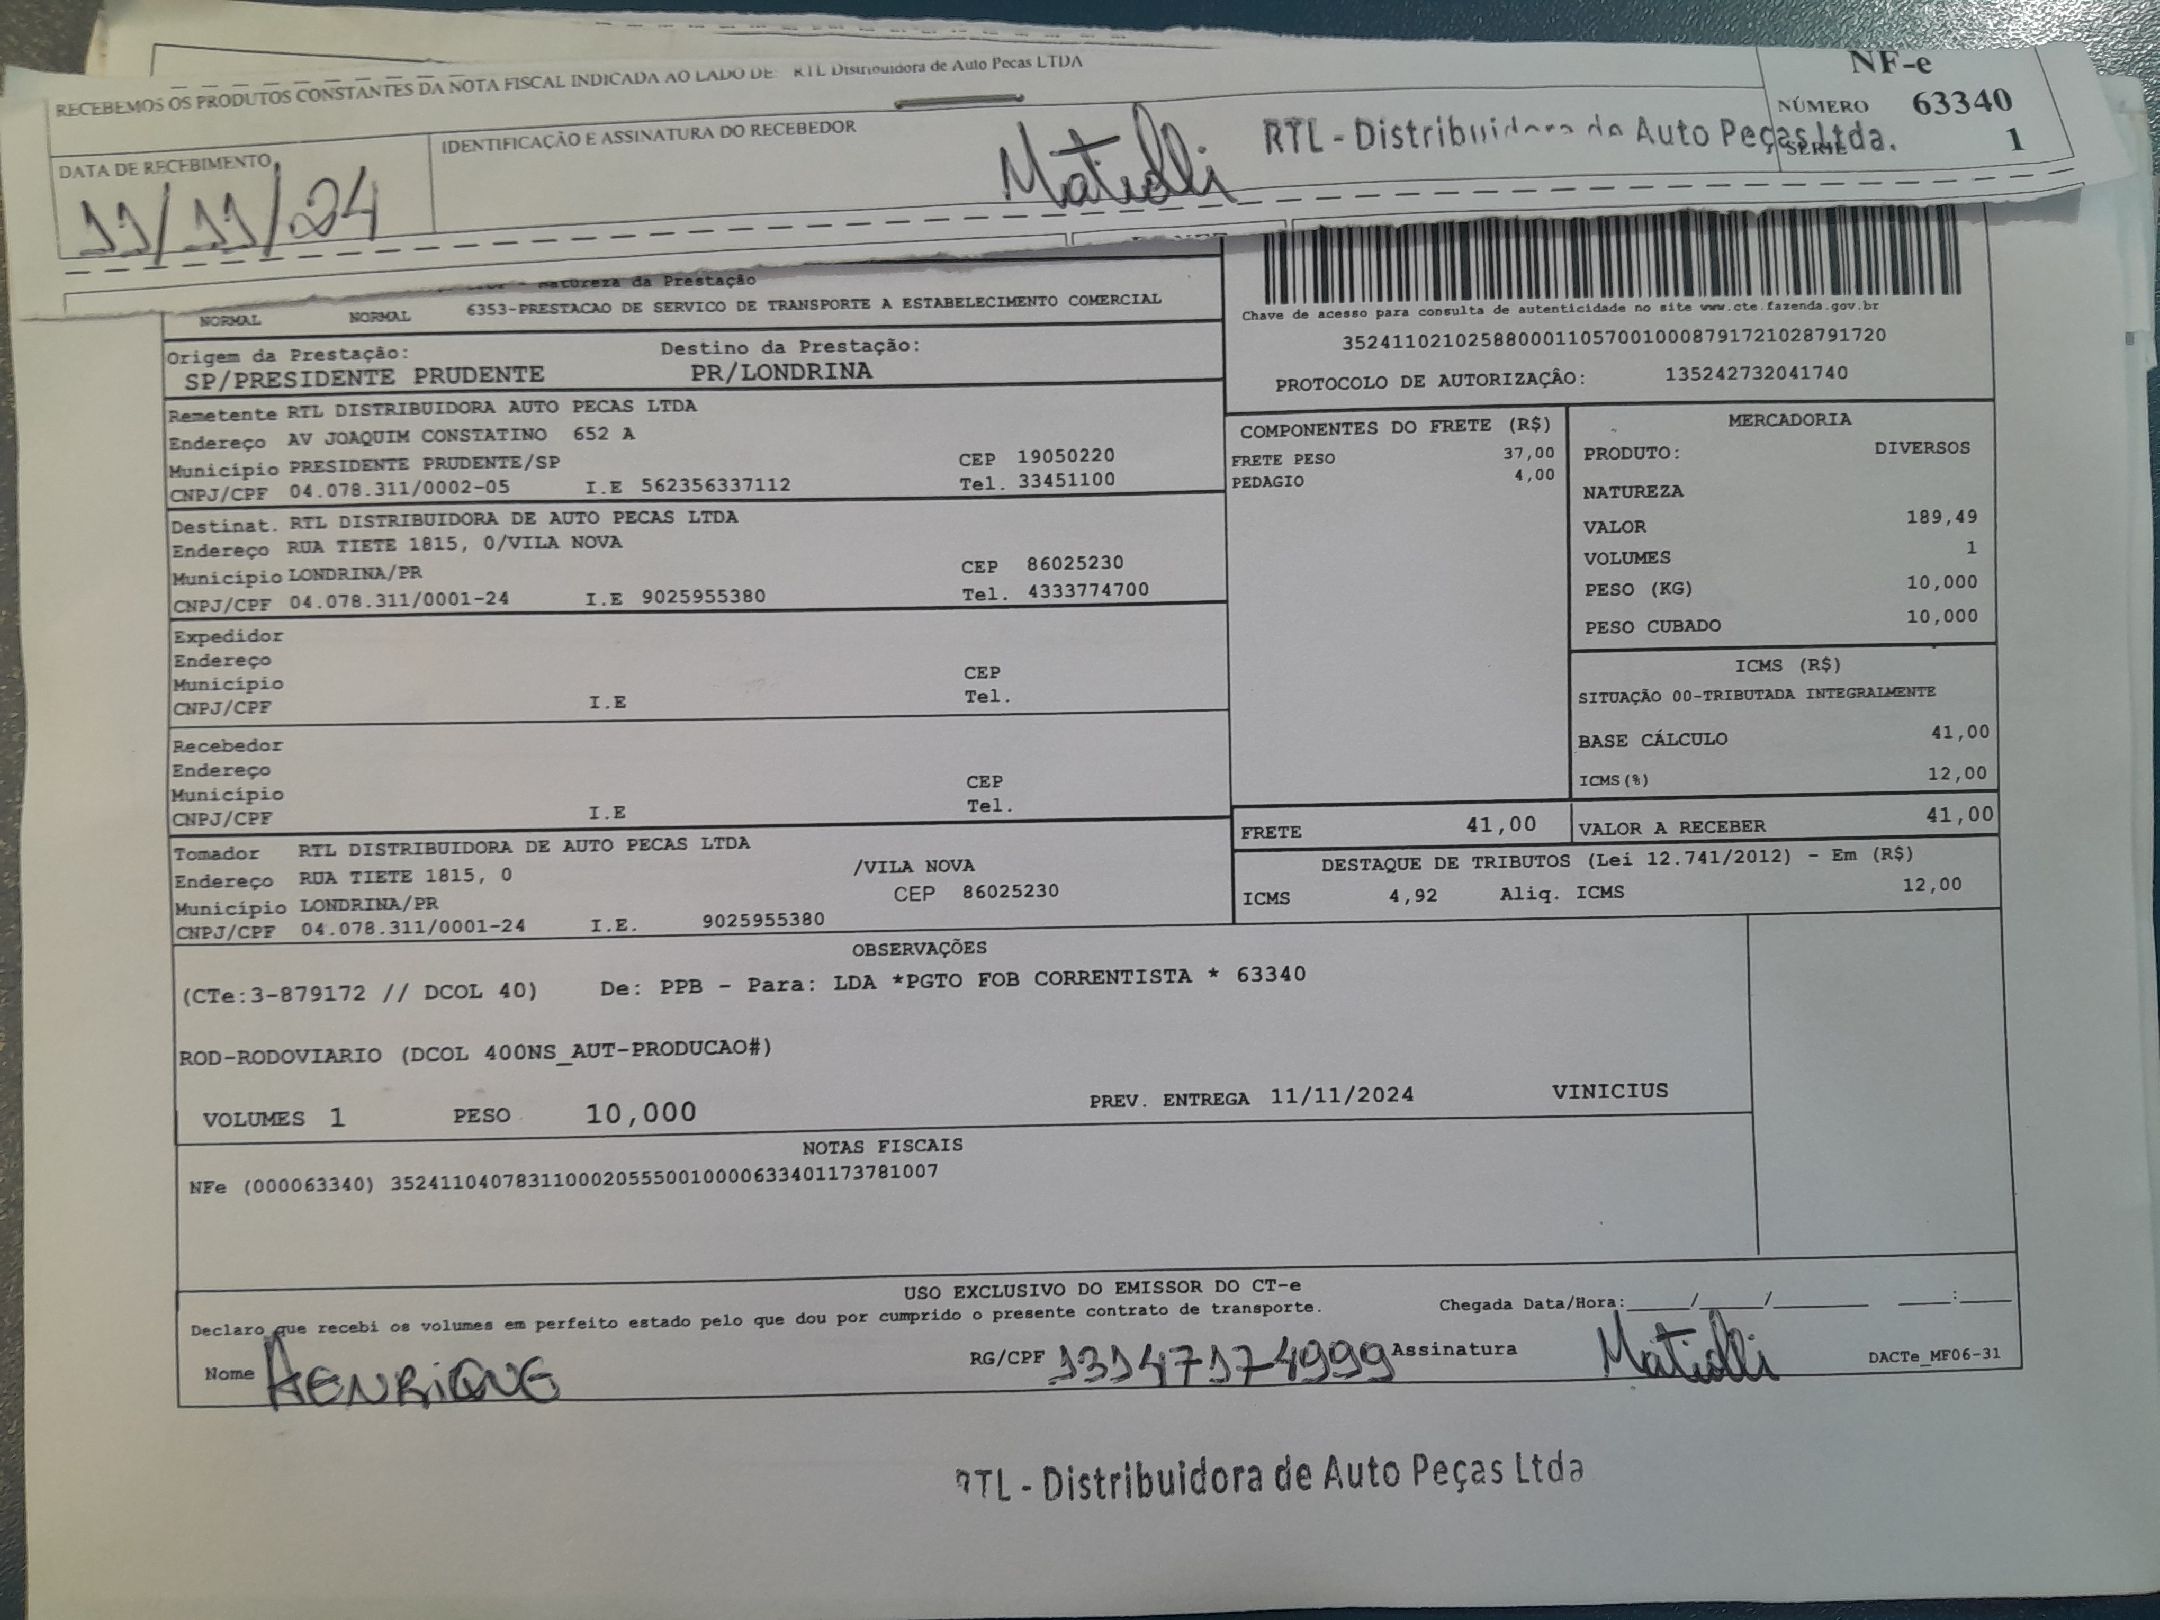 RECEBEMOS OS PRODUTOS CONSTANTES DA NOTA FISCAL INDICADA AO LADO DE: RTL Distribuidora de Auto Pecas LTDA
NF-e
NÚMERO 63340
SÉRIE 1
DATA DE RECEBIMENTO
11/11/24
IDENTIFICAÇÃO E ASSINATURA DO RECEBEDOR
Matiolli
RTL - Distribuidora de Auto Peças Ltda.
Natureza da Prestação
NORMAL NORMAL 6353-PRESTACAO DE SERVICO DE TRANSPORTE A ESTABELECIMENTO COMERCIAL
Chave de acesso para consulta de autenticidade no site www.cte.fazenda.gov.br
35241102102588000110570010008791721028791720
PROTOCOLO DE AUTORIZAÇÃO: 135242732041740
Origem da Prestação: Destino da Prestação:
SP/PRESIDENTE PRUDENTE PR/LONDRINA
Remetente RTL DISTRIBUIDORA AUTO PECAS LTDA
Endereço AV JOAQUIM CONSTATINO 652 A
Município PRESIDENTE PRUDENTE/SP CEP 19050220
CNPJ/CPF 04.078.311/0002-05 I.E 562356337112 Tel. 33451100
Destinat. RTL DISTRIBUIDORA DE AUTO PECAS LTDA
Endereço RUA TIETE 1815, 0/VILA NOVA
Município LONDRINA/PR CEP 86025230
CNPJ/CPF 04.078.311/0001-24 I.E 9025955380 Tel. 4333774700
Expedidor
Endereço
Município CEP
CNPJ/CPF I.E Tel.
Recebedor
Endereço
Município CEP
CNPJ/CPF I.E Tel.
Tomador RTL DISTRIBUIDORA DE AUTO PECAS LTDA
Endereço RUA TIETE 1815, 0 /VILA NOVA
Município LONDRINA/PR CEP 86025230
CNPJ/CPF 04.078.311/0001-24 I.E. 9025955380
COMPONENTES DO FRETE (R$)
FRETE PESO 37,00
PEDAGIO 4,00
MERCADORIA
PRODUTO: DIVERSOS
NATUREZA
VALOR 189,49
VOLUMES 1
PESO (KG) 10,000
PESO CUBADO 10,000
ICMS (R$)
SITUAÇÃO 00-TRIBUTADA INTEGRALMENTE
BASE CÁLCULO 41,00
ICMS(%) 12,00
FRETE 41,00 VALOR A RECEBER 41,00
DESTAQUE DE TRIBUTOS (Lei 12.741/2012) - Em (R$)
ICMS 4,92 Aliq. ICMS 12,00
OBSERVAÇÕES
(CTe:3-879172 // DCOL 40) De: PPB - Para: LDA *PGTO FOB CORRENTISTA * 63340
ROD-RODOVIARIO (DCOL 400NS_AUT-PRODUCAO#)
VOLUMES 1 PESO 10,000 PREV. ENTREGA 11/11/2024 VINICIUS
NOTAS FISCAIS
NFe (000063340) 35241104078311000205550010000633401173781007
USO EXCLUSIVO DO EMISSOR DO CT-e
Declaro que recebi os volumes em perfeito estado pelo que dou por cumprido o presente contrato de transporte. Chegada Data/Hora:_____/_____/_______ ____:____
Nome HENRIQUE RG/CPF 13147174999 Assinatura Matiolli DACTe_MF06-31
RTL - Distribuidora de Auto Peças Ltda